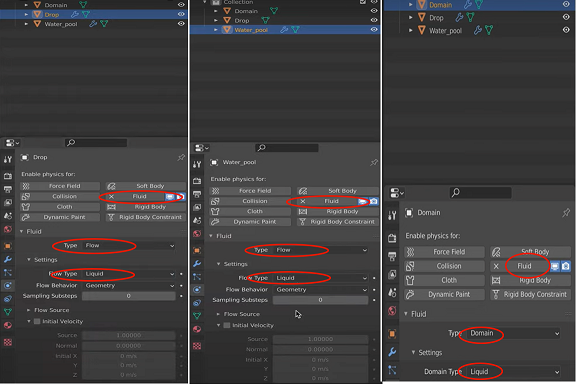 Domain
Drop
Water_pool
Drop
Enable physics for:
Force Field
Soft Body
Collision
Fluid
Cloth
Rigid Body
Dynamic Paint
Rigid Body Constraint
Fluid
Type
Flow
Settings
Flow Type
Liquid
Flow Behavior
Geometry
Sampling Substeps
0
Flow Source
Initial Velocity
Source
1.00000
Normal
0.00000
Initial X
0 m/s
Y
0 m/s
Z
0 m/s
Collection
Domain
Drop
Water_pool
Water_pool
Enable physics for:
Force Field
Soft Body
Collision
Fluid
Cloth
Rigid Body
Dynamic Paint
Rigid Body Constraint
Fluid
Type
Flow
Settings
Flow Type
Liquid
Flow Behavior
Geometry
Sampling Substeps
0
Flow Source
Initial Velocity
Source
1.00000
Normal
0.00000
Initial X
0 m/s
Y
0 m/s
Z
0 m/s
Domain
Drop
Water_pool
Domain
Enable physics for:
Force Field
Soft Body
Collision
Fluid
Cloth
Rigid Body
Dynamic Paint
Rigid Body Constraint
Fluid
Type
Domain
Settings
Domain Type
Liquid